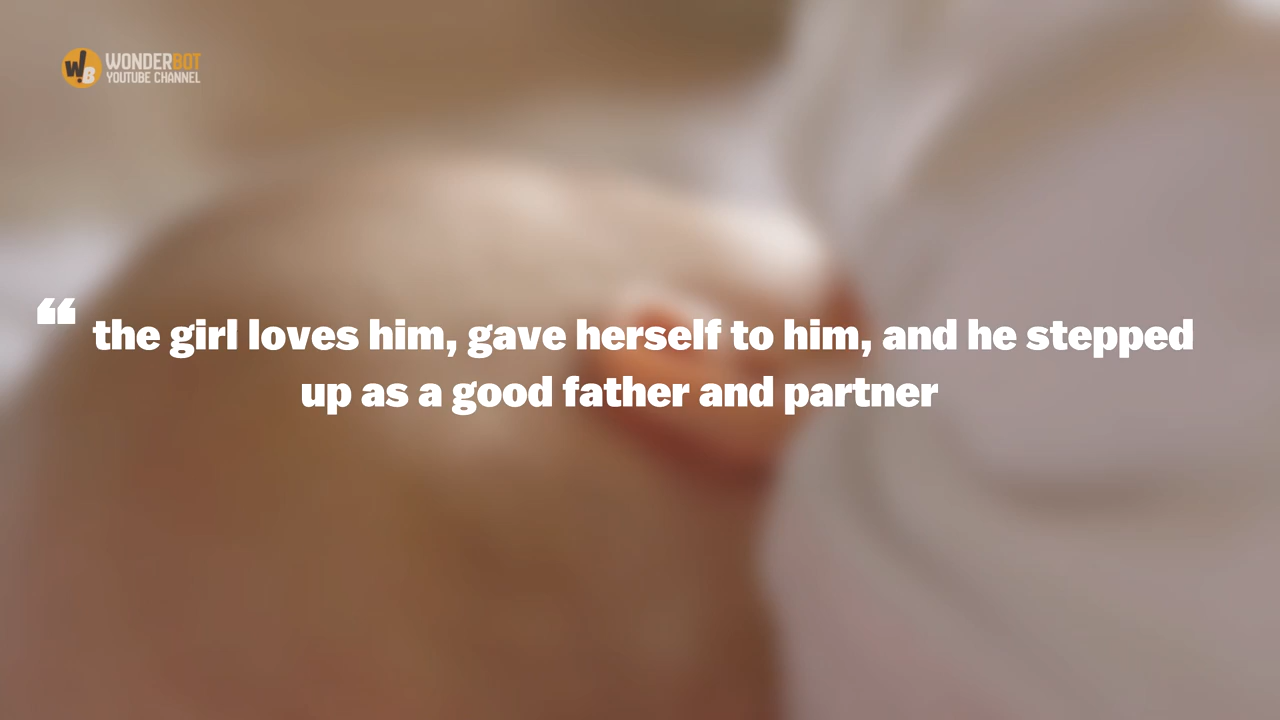 WONDERBOT
YOUTUBE CHANNEL
“ the girl loves him, gave herself to him, and he stepped
up as a good father and partner